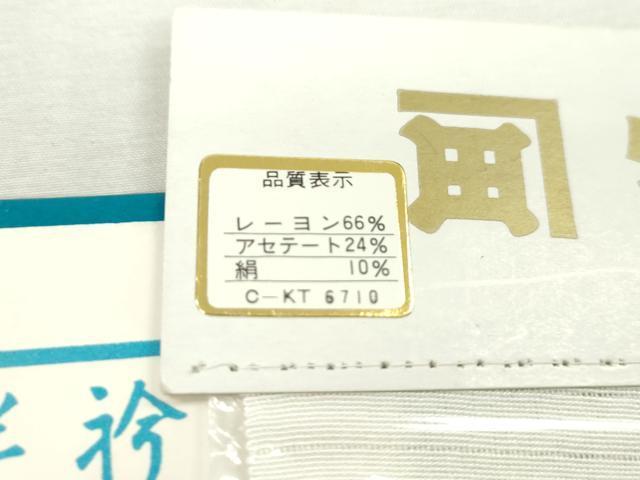 品質表示
レーヨン66%
アセテート24%
絹 10%
C-KT 6710
衿